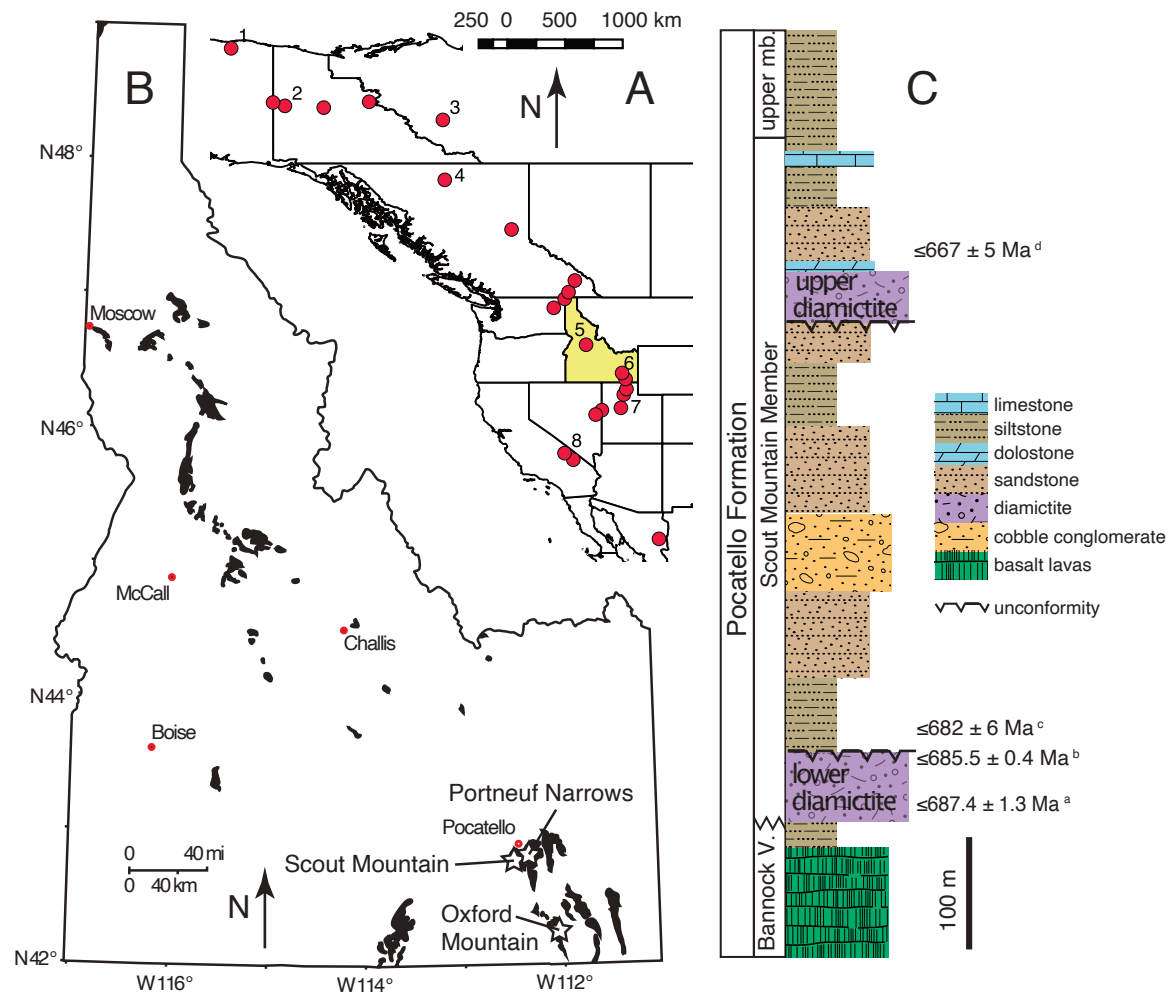 250 0 500 1000 km
B
A
N
1
2
3
4
5
6
7
8
N48°
N46°
N44°
N42°
W116°
W114°
W112°
Moscow
McCall
Challis
Boise
Pocatello
Portneuf Narrows
Scout Mountain
Oxford
Mountain
0 40 mi
0 40 km
N
C
Pocatello Formation
upper mb.
Scout Mountain Member
Bannock V.
≤667 ± 5 Ma d
upper
diamictite
≤682 ± 6 Ma c
≤685.5 ± 0.4 Ma b
lower
diamictite
≤687.4 ± 1.3 Ma a
limestone
siltstone
dolostone
sandstone
diamictite
cobble conglomerate
basalt lavas
unconformity
100 m